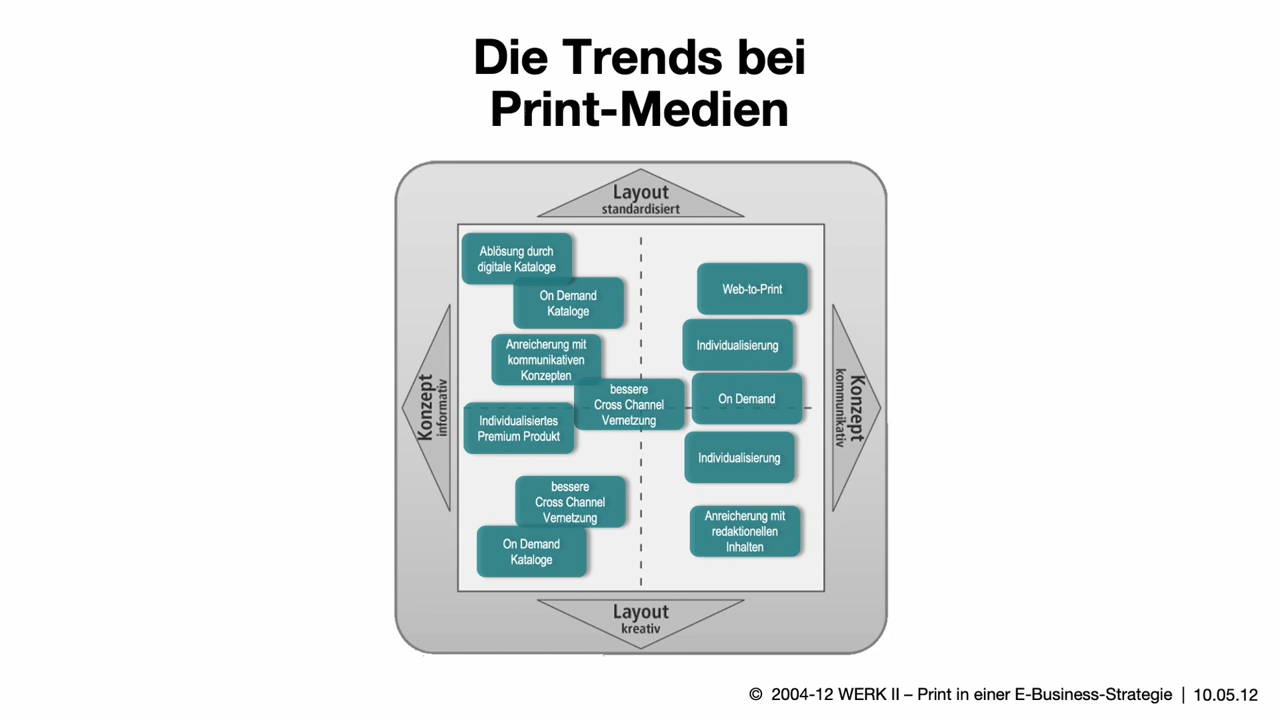 Die Trends bei
Print-Medien
Layout
standardisiert
Konzept
informativ
Ablösung durch
digitale Kataloge
On Demand
Kataloge
Anreicherung mit
kommunikativen
Konzepten
bessere
Cross Channel
Vernetzung
Individualisiertes
Premium Produkt
bessere
Cross Channel
Vernetzung
On Demand
Kataloge
Web-to-Print
Individualisierung
On Demand
Individualisierung
Anreicherung mit
redaktionellen
Inhalten
Konzept
kommunikativ
Layout
kreativ
© 2004-12 WERK II – Print in einer E-Business-Strategie | 10.05.12